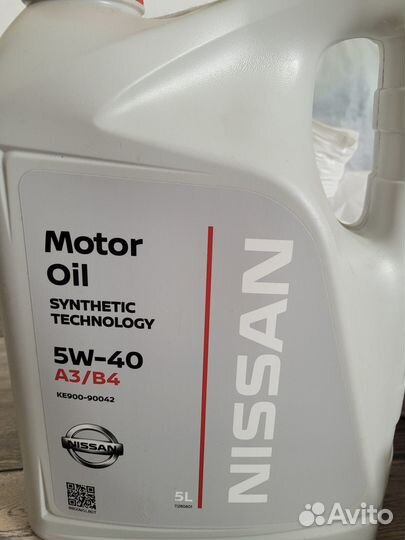 Motor
Oil
SYNTHETIC
TECHNOLOGY
5W-40
A3/B4
KE900-90042
NISSAN
5L
NISSAN
Avito